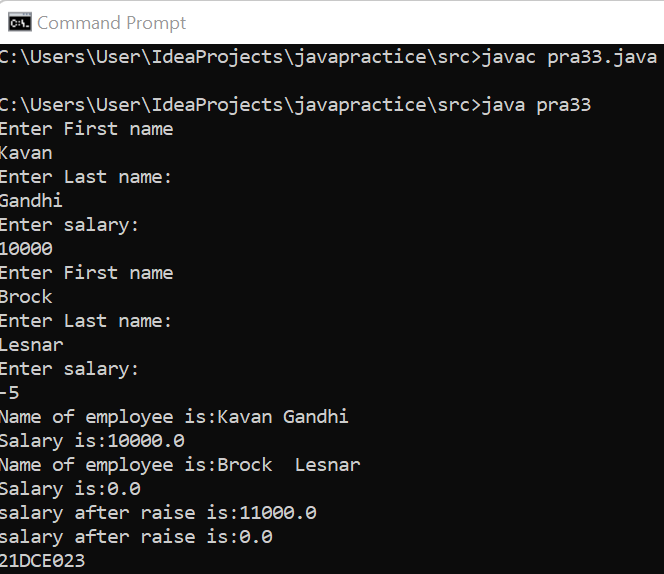 Command Prompt
C:\Users\User\IdeaProjects\javapractice\src>javac pra33.java
C:\Users\User\IdeaProjects\javapractice\src>java pra33
Enter First name
Kavan
Enter Last name:
Gandhi
Enter salary:
10000
Enter First name
Brock
Enter Last name:
Lesnar
Enter salary:
-5
Name of employee is:Kavan Gandhi
Salary is:10000.0
Name of employee is:Brock  Lesnar
Salary is:0.0
salary after raise is:11000.0
salary after raise is:0.0
21DCE023